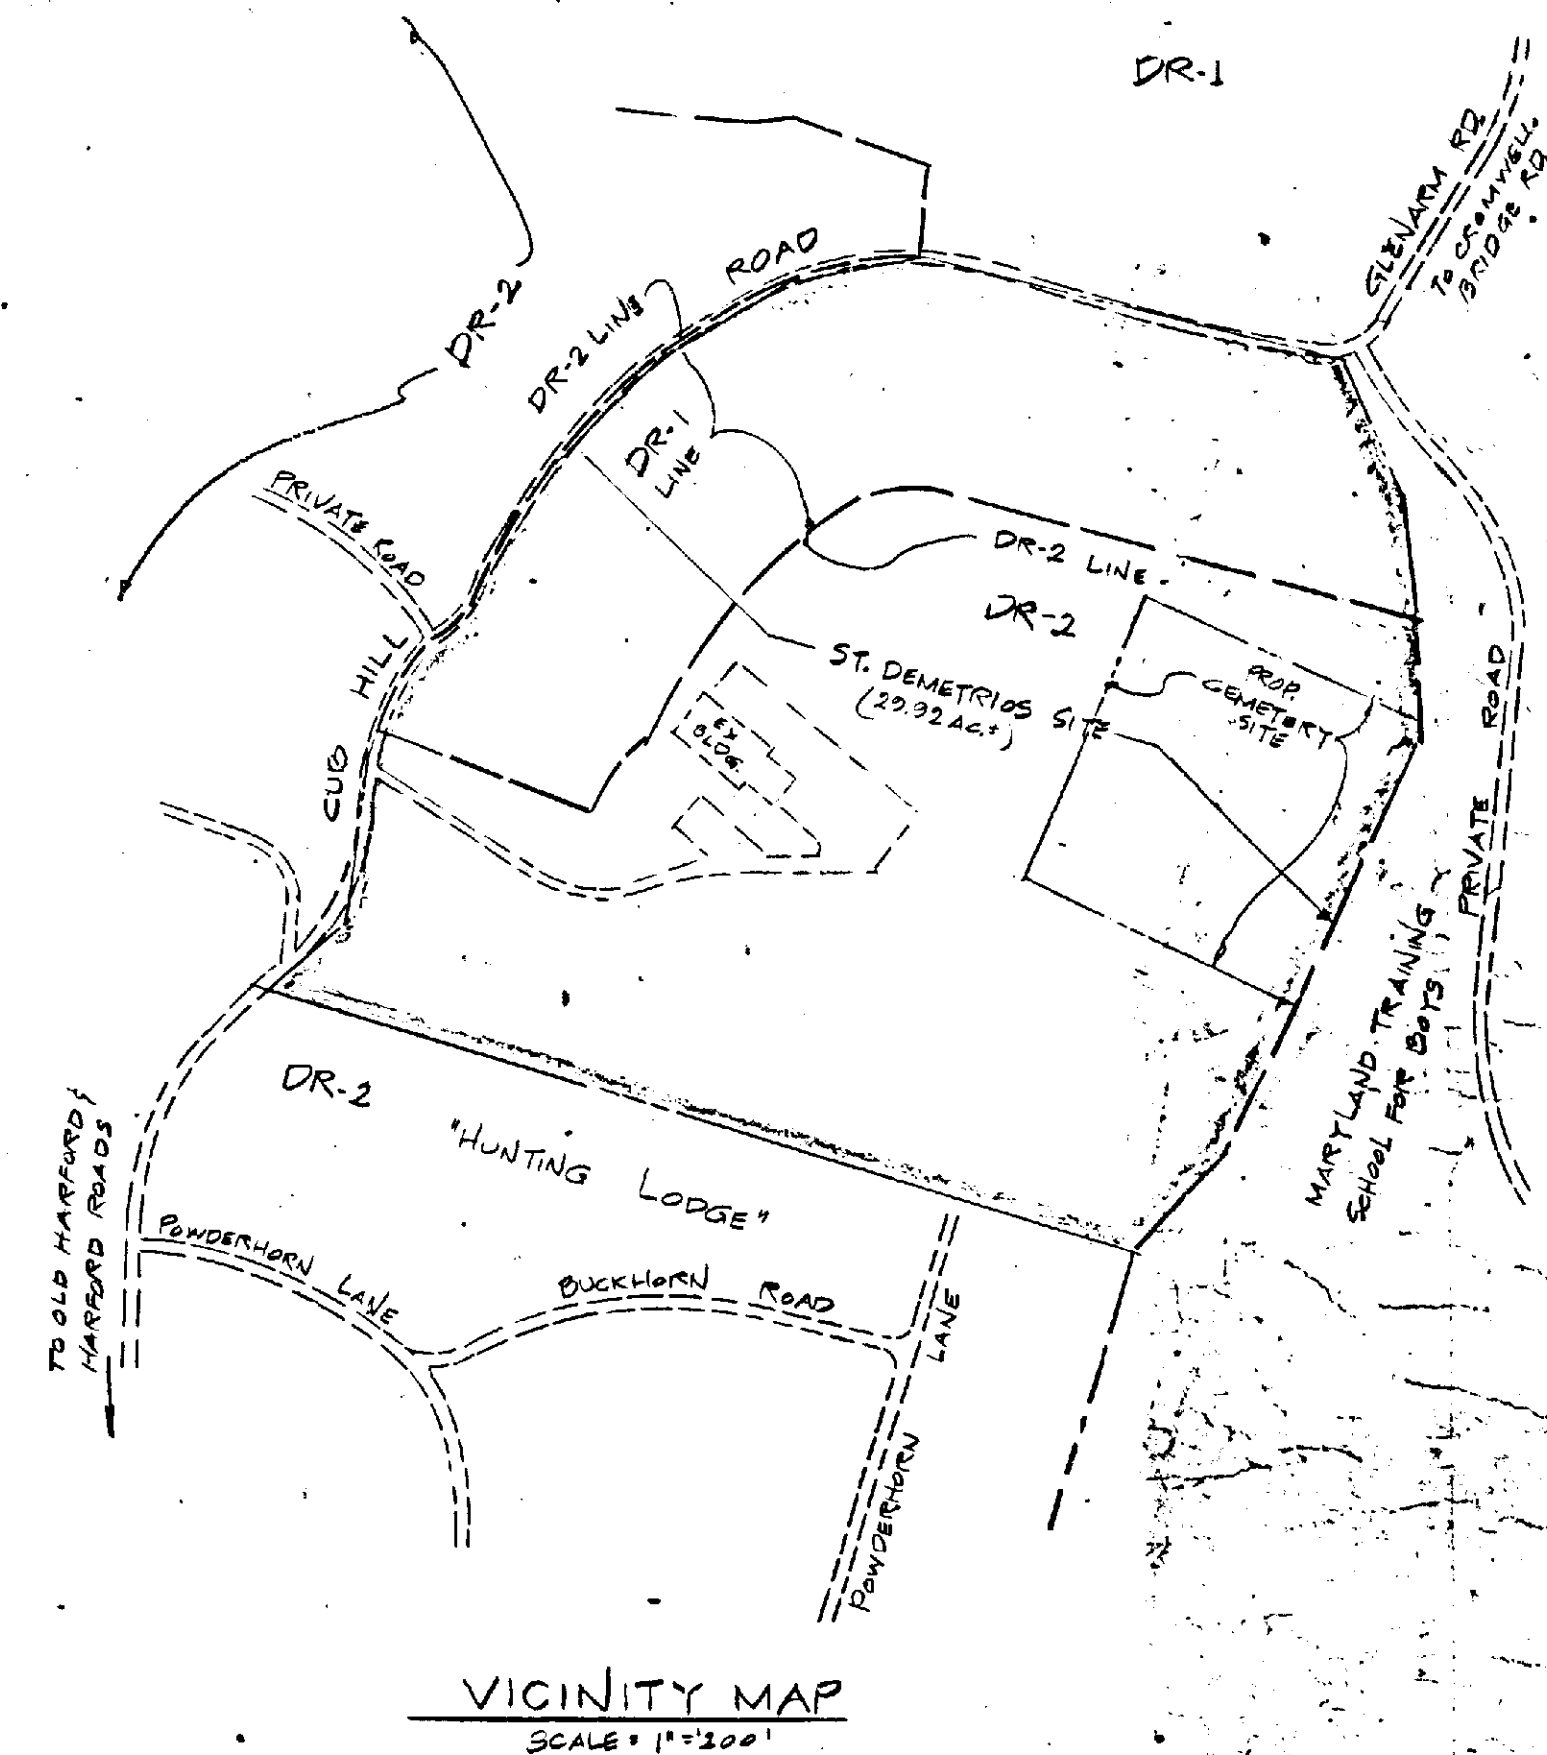 DR-1
GLENARM RD.
TO CROMWELL
BRIDGE RD.
ROAD
DR-2
DR-2 LINE
DR-1
LINE
PRIVATE ROAD
DR-2 LINE
DR-2
HILL
CUB
ST. DEMETRIOS SITE
(29.92 AC.±)
PROP.
CEMETERY
SITE
EX
BLDG.
PRIVATE ROAD
MARYLAND TRAINING
SCHOOL FOR BOYS
DR-2
"HUNTING LODGE"
TO OLD HARFORD &
HARFORD ROADS
POWDERHORN LANE
BUCKHORN ROAD
POWDERHORN LANE
VICINITY MAP
SCALE: 1"=200'